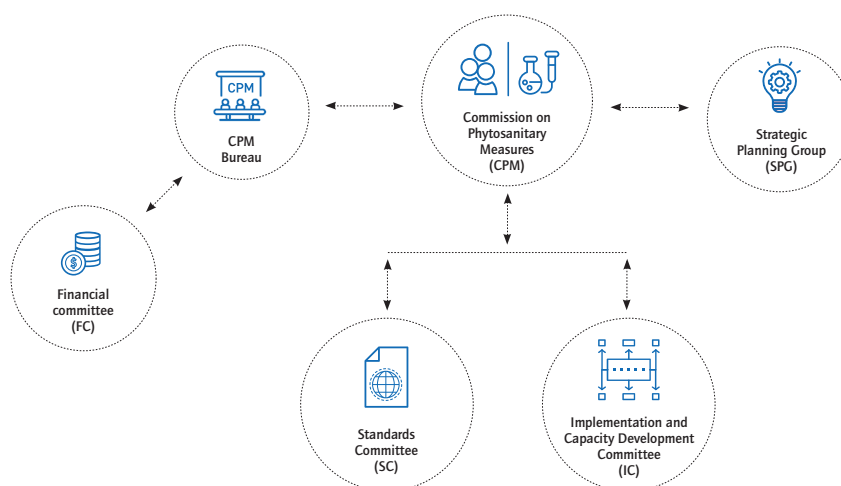 CPM
CPM
Bureau
Commission on
Phytosanitary
Measures
(CPM)
Strategic
Planning Group
(SPG)
$
Financial
committee
(FC)
Standards
Committee
(SC)
Implementation and
Capacity Development
Committee
(IC)